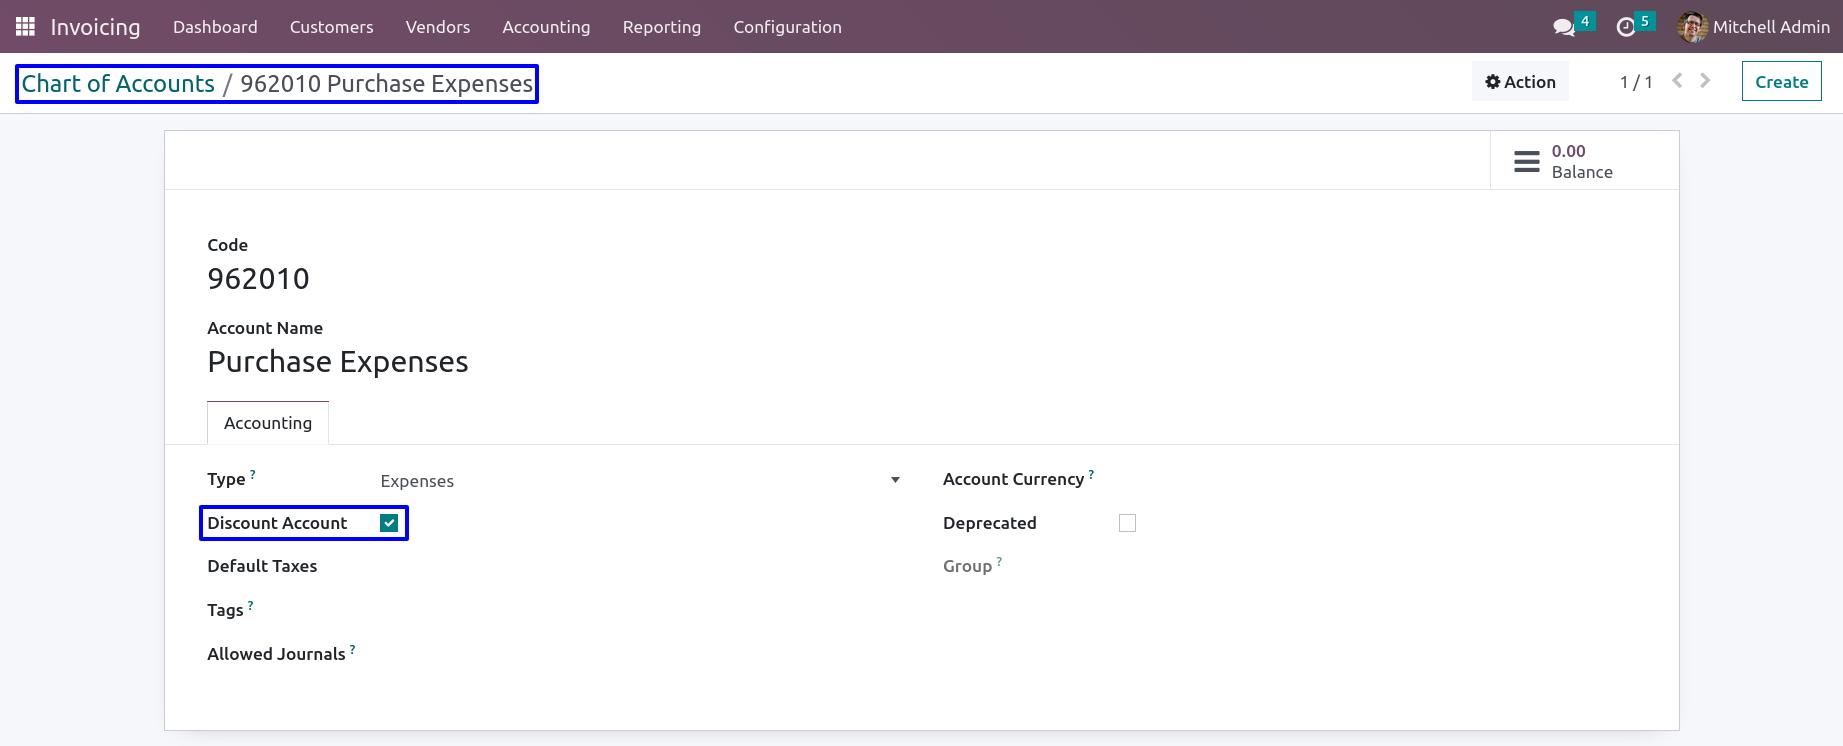 Invoicing Dashboard Customers Vendors Accounting Reporting Configuration 4 5 Mitchell Admin
Chart of Accounts / 962010 Purchase Expenses Action 1 / 1 Create
0.00
Balance
Code
962010
Account Name
Purchase Expenses
Accounting
Type ? Expenses Account Currency ?
Discount Account Deprecated
Default Taxes Group ?
Tags ?
Allowed Journals ?